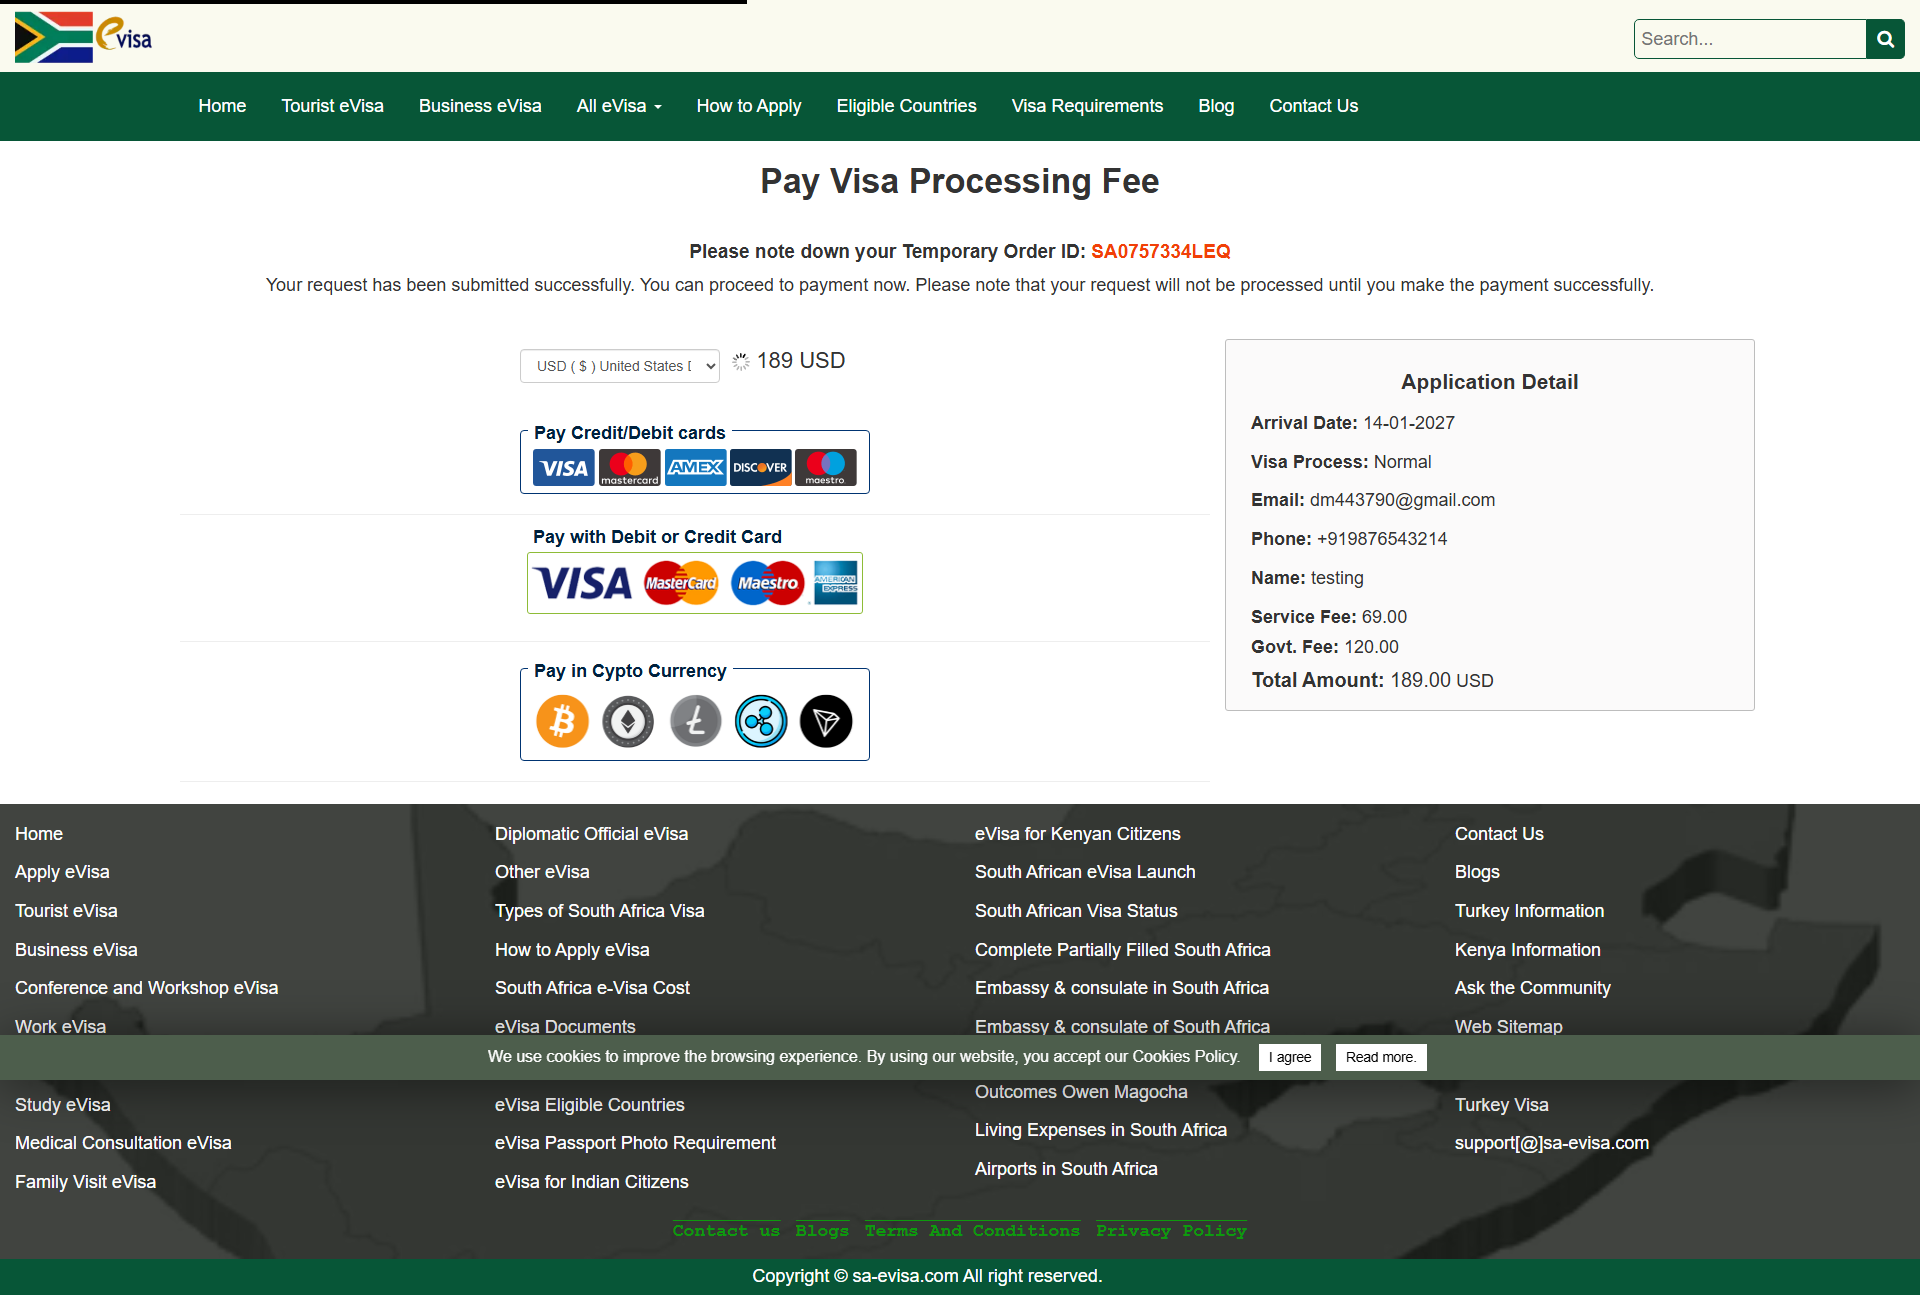 evisa
Search...
Home Tourist eVisa Business eVisa All eVisa How to Apply Eligible Countries Visa Requirements Blog Contact Us
Pay Visa Processing Fee
Please note down your Temporary Order ID: SA0757334LEQ
Your request has been submitted successfully. You can proceed to payment now. Please note that your request will not be processed until you make the payment successfully.
USD ( $ ) United States [ 189 USD
Pay Credit/Debit cards
VISA mastercard AMEX DISCOVER maestro
Pay with Debit or Credit Card
VISA MasterCard Maestro AMERICAN EXPRESS
Pay in Cypto Currency
Application Detail
Arrival Date: 14-01-2027
Visa Process: Normal
Email: dm443790@gmail.com
Phone: +919876543214
Name: testing
Service Fee: 69.00
Govt. Fee: 120.00
Total Amount: 189.00 USD
Home
Apply eVisa
Tourist eVisa
Business eVisa
Conference and Workshop eVisa
Work eVisa
Study eVisa
Medical Consultation eVisa
Family Visit eVisa
Diplomatic Official eVisa
Other eVisa
Types of South Africa Visa
How to Apply eVisa
South Africa e-Visa Cost
eVisa Documents
eVisa Eligible Countries
eVisa Passport Photo Requirement
eVisa for Indian Citizens
eVisa for Kenyan Citizens
South African eVisa Launch
South African Visa Status
Complete Partially Filled South Africa
Embassy & consulate in South Africa
Embassy & consulate of South Africa
Outcomes Owen Magocha
Living Expenses in South Africa
Airports in South Africa
Contact Us
Blogs
Turkey Information
Kenya Information
Ask the Community
Web Sitemap
Turkey Visa
support[@]sa-evisa.com
We use cookies to improve the browsing experience. By using our website, you accept our Cookies Policy. I agree Read more.
Contact us Blogs Terms And Conditions Privacy Policy
Copyright © sa-evisa.com All right reserved.